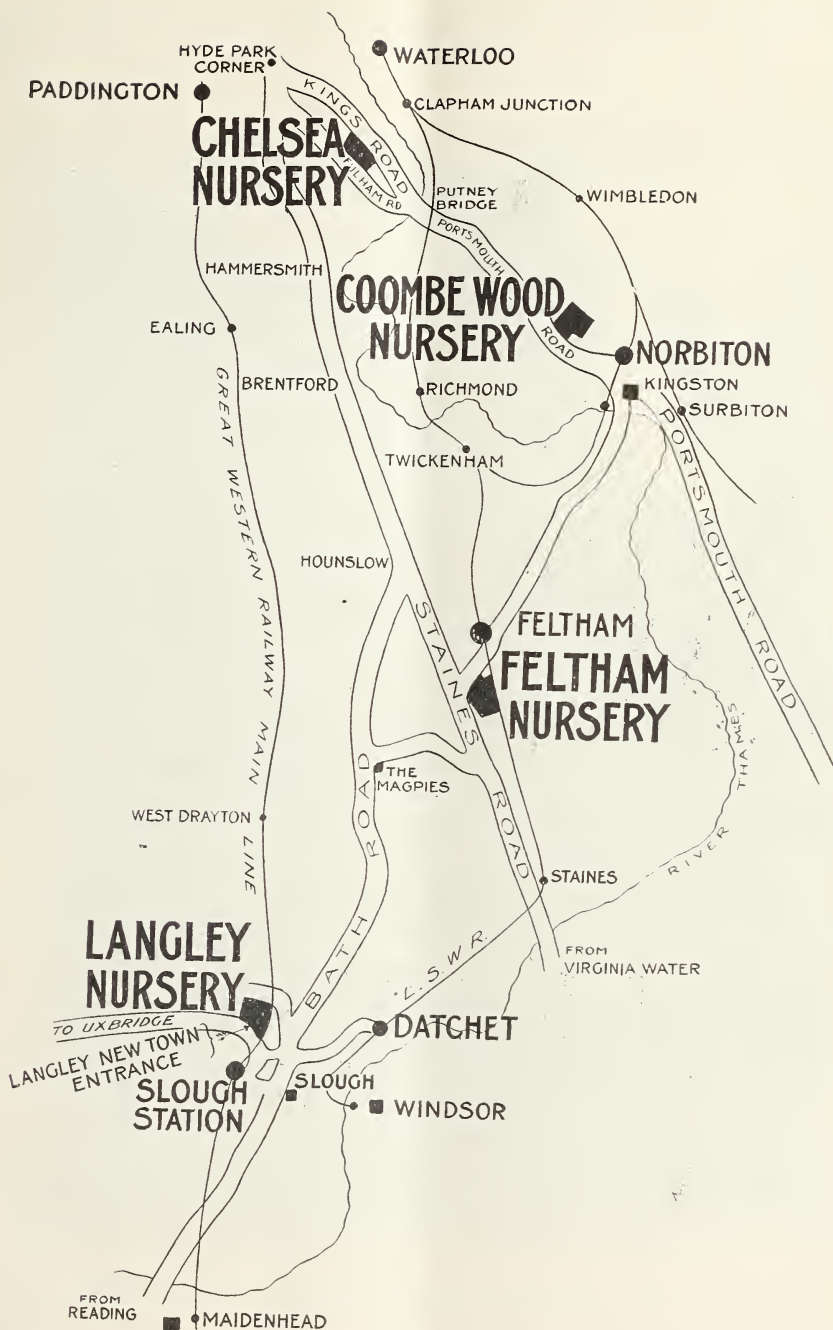 HYDE PARK
CORNER
WATERLOO
PADDINGTON
CLAPHAM JUNCTION
KINGS ROAD
CHELSEA
NURSERY
FULHAM RD
PUTNEY
BRIDGE
WIMBLEDON
PORTSMOUTH ROAD
HAMMERSMITH
COOMBE WOOD
NURSERY
EALING
NORBITON
BRENTFORD
RICHMOND
KINGSTON
SURBITON
GREAT WESTERN RAILWAY MAIN LINE
TWICKENHAM
PORTSMOUTH ROAD
HOUNSLOW
STAINES ROAD
FELTHAM
FELTHAM
NURSERY
RIVER THAMES
THE
MAGPIES
WEST DRAYTON
BATH ROAD
STAINES
LANGLEY
NURSERY
L.S.W.R.
FROM
VIRGINIA WATER
TO UXBRIDGE
DATCHET
LANGLEY NEW TOWN
ENTRANCE
SLOUGH
STATION
SLOUGH
WINDSOR
FROM
READING
MAIDENHEAD